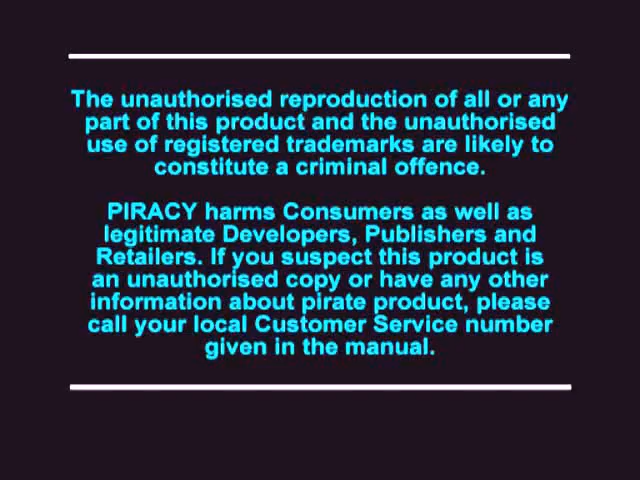 The unauthorised reproduction of all or any
part of this product and the unauthorised
use of registered trademarks are likely to
constitute a criminal offence.
PIRACY harms Consumers as well as
legitimate Developers, Publishers and
Retailers. If you suspect this product is
an unauthorised copy or have any other
information about pirate product, please
call your local Customer Service number
given in the manual.